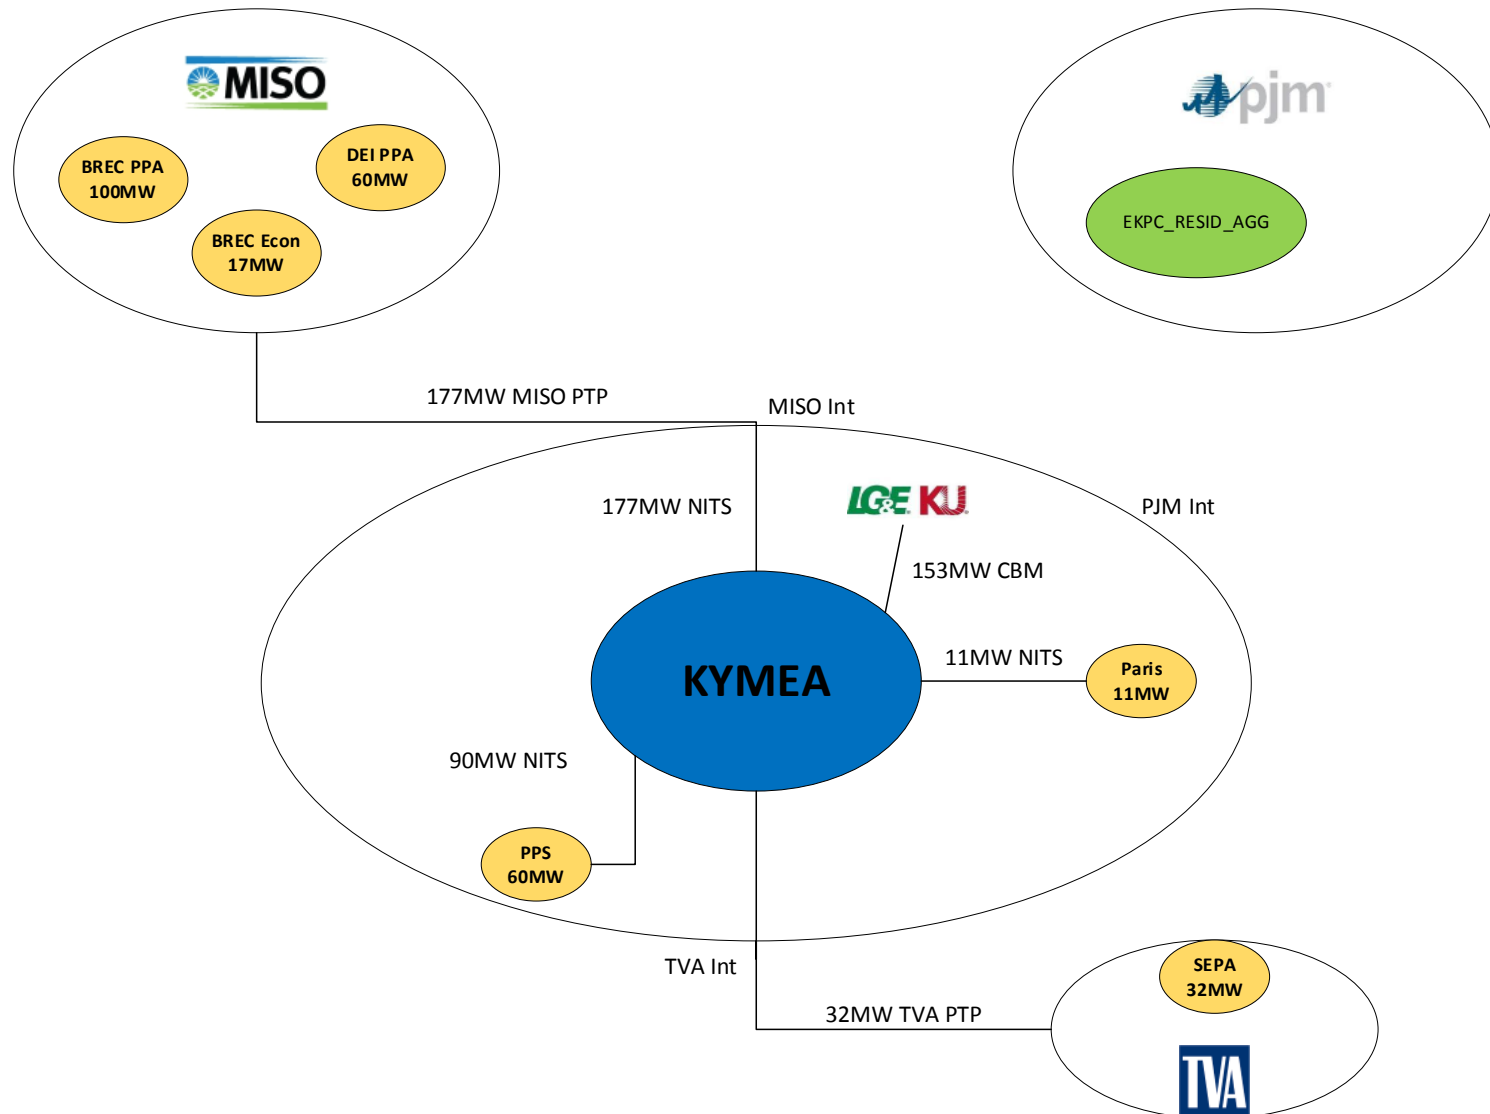 MISO
pjm
BREC PPA
100MW
DEI PPA
60MW
BREC Econ
17MW
EKPC_RESID_AGG
177MW MISO PTP
MISO Int
177MW NITS
LG&E KU
PJM Int
153MW CBM
KYMEA
11MW NITS
Paris
11MW
90MW NITS
PPS
60MW
TVA Int
SEPA
32MW
32MW TVA PTP
TVA